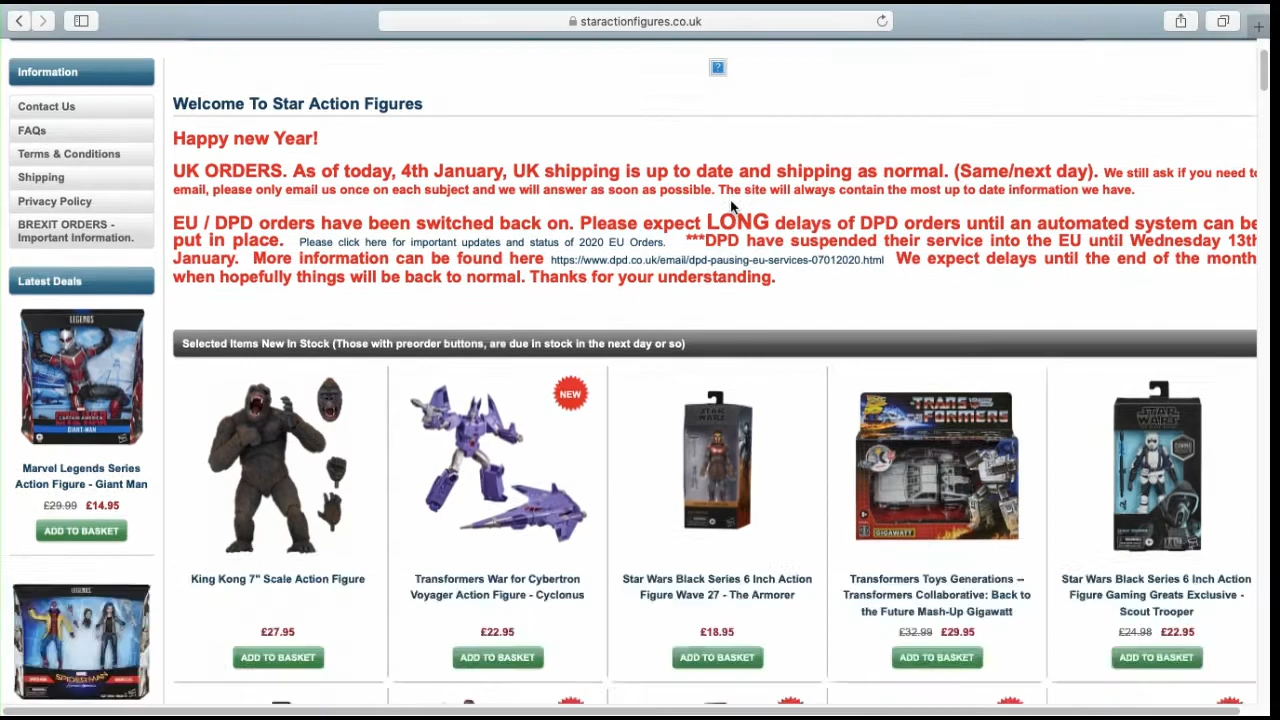 staractionfigures.co.uk
Information
Contact Us
FAQs
Terms & Conditions
Shipping
Privacy Policy
BREXIT ORDERS -
Important Information.
Latest Deals
LEGENDS
GIANT-MAN
Marvel Legends Series
Action Figure - Giant Man
£29.99 £14.95
ADD TO BASKET
LEGENDS
SPIDER-MAN
Welcome To Star Action Figures
Happy new Year!
UK ORDERS. As of today, 4th January, UK shipping is up to date and shipping as normal. (Same/next day). We still ask if you need to
email, please only email us once on each subject and we will answer as soon as possible. The site will always contain the most up to date information we have.
EU / DPD orders have been switched back on. Please expect LONG delays of DPD orders until an automated system can be
put in place. Please click here for important updates and status of 2020 EU Orders. ***DPD have suspended their service into the EU until Wednesday 13th
January. More information can be found here https://www.dpd.co.uk/email/dpd-pausing-eu-services-07012020.html We expect delays until the end of the month
when hopefully things will be back to normal. Thanks for your understanding.
Selected Items New In Stock (Those with preorder buttons, are due in stock in the next day or so)
King Kong 7" Scale Action Figure
£27.95
ADD TO BASKET
NEW
Transformers War for Cybertron
Voyager Action Figure - Cyclonus
£22.95
ADD TO BASKET
STAR WARS
Star Wars Black Series 6 Inch Action
Figure Wave 27 - The Armorer
£18.95
ADD TO BASKET
TRANSFORMERS
GIGAWATT
Transformers Toys Generations –
Transformers Collaborative: Back to
the Future Mash-Up Gigawatt
£32.99 £29.95
ADD TO BASKET
STAR WARS
Star Wars Black Series 6 Inch Action
Figure Gaming Greats Exclusive -
Scout Trooper
£24.98 £22.95
ADD TO BASKET